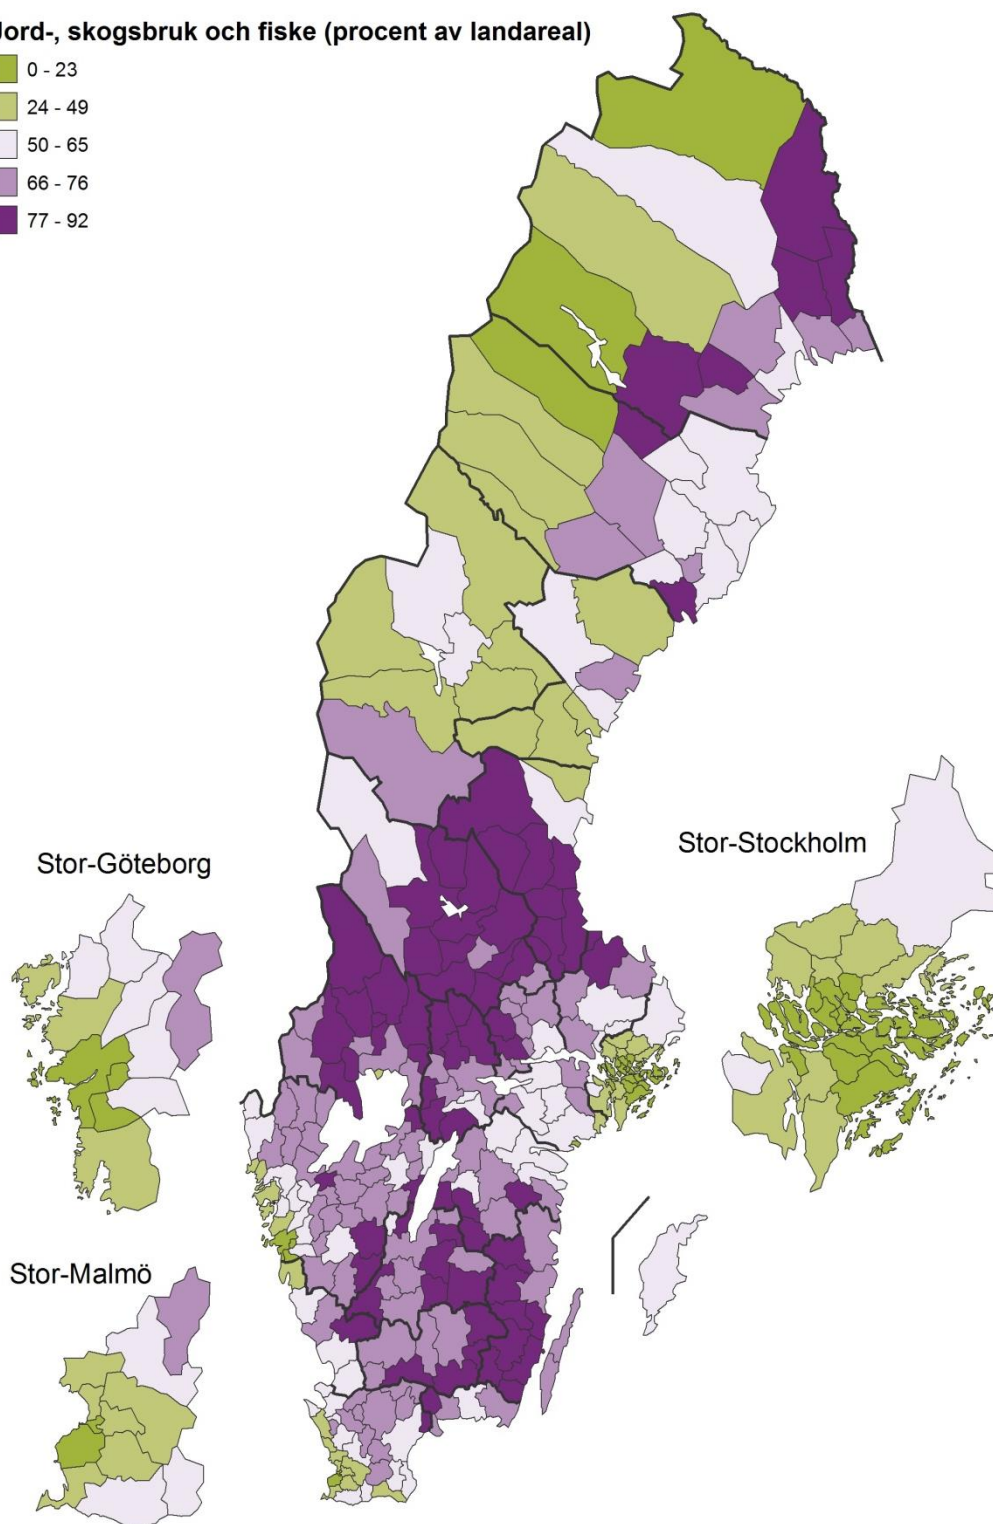 Jord-, skogsbruk och fiske (procent av landareal)
0 - 23
24 - 49
50 - 65
66 - 76
77 - 92
Stor-Göteborg
Stor-Stockholm
Stor-Malmö